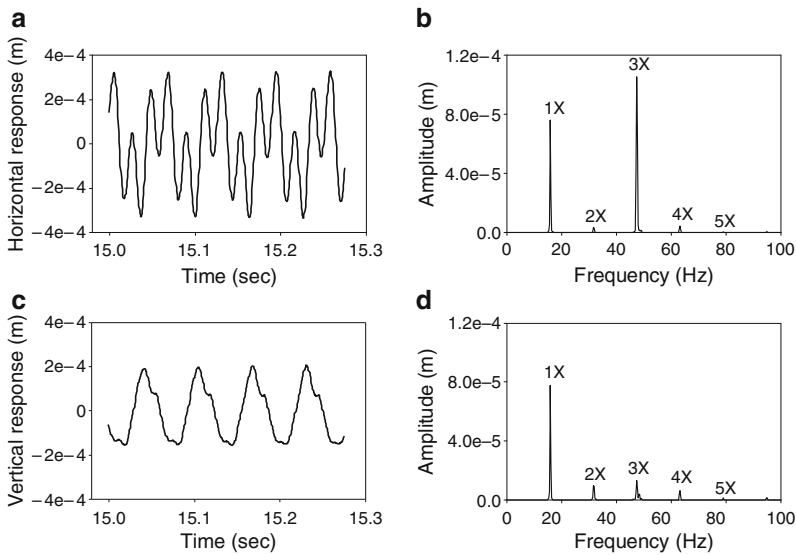 a
Horizontal response (m)
4e−4
2e−4
0
−2e−4
−4e−4
15.0 15.1 15.2 15.3
Time (sec)
b
Amplitude (m)
1.2e−4
8.0e−5
4.0e−5
0.0
1X
2X
3X
4X
5X
0 20 40 60 80 100
Frequency (Hz)
c
Vertical response (m)
4e−4
2e−4
0
−2e−4
−4e−4
15.0 15.1 15.2 15.3
Time (sec)
d
Amplitude (m)
1.2e−4
8.0e−5
4.0e−5
0.0
1X
2X
3X
4X
5X
0 20 40 60 80 100
Frequency (Hz)